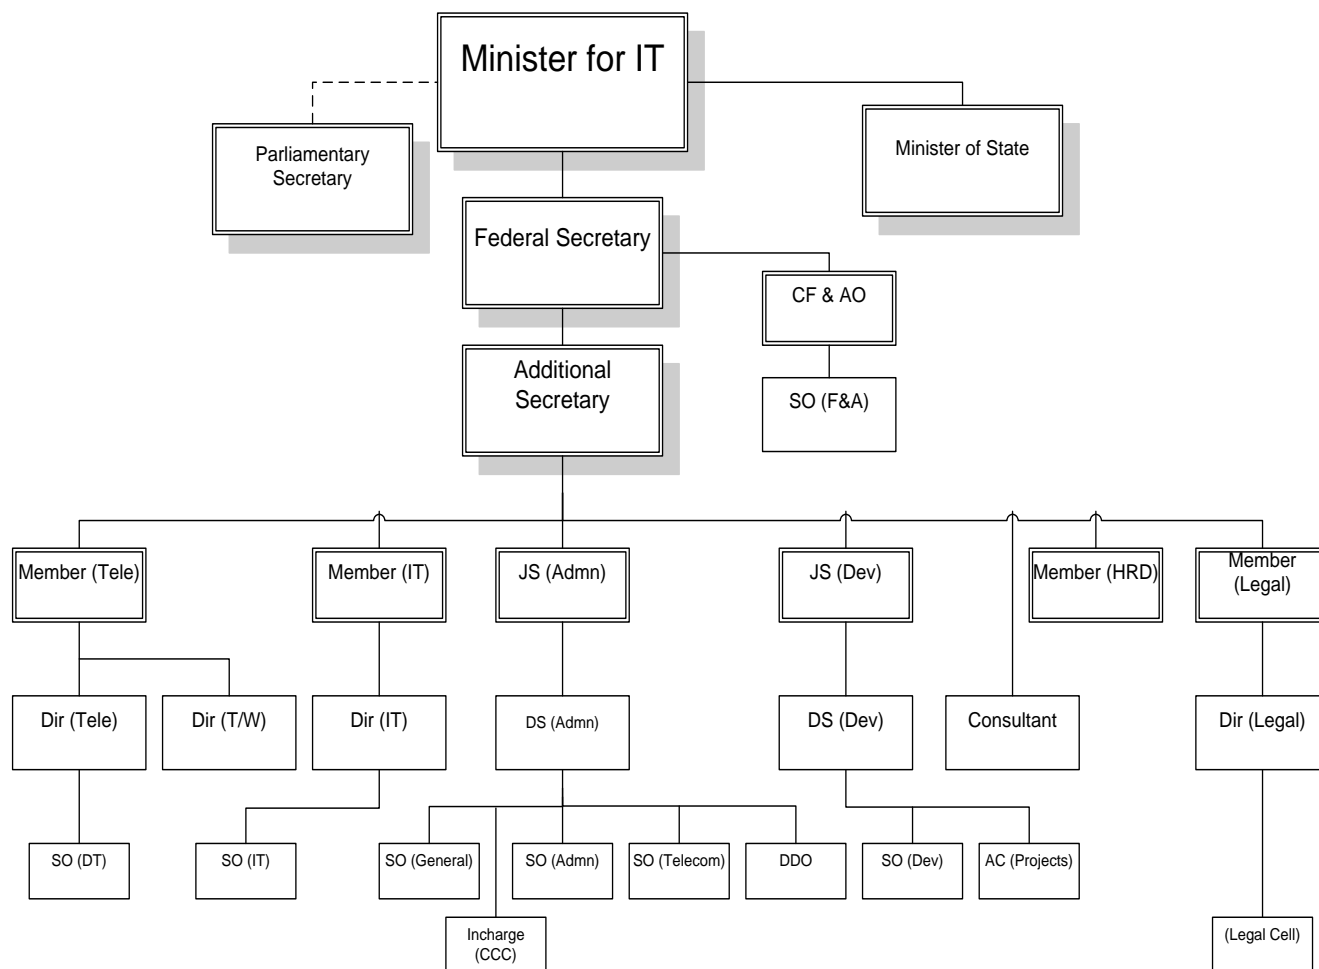 Minister for IT
Parliamentary
Secretary
Minister of State
Federal Secretary
CF & AO
Additional
Secretary
SO (F&A)
Member (Tele)
Member (IT)
JS (Admn)
JS (Dev)
Member (HRD)
Member
(Legal)
Dir (Tele)
Dir (T/W)
Dir (IT)
DS (Admn)
DS (Dev)
Consultant
Dir (Legal)
SO (DT)
SO (IT)
SO (General)
SO (Admn)
SO (Telecom)
DDO
SO (Dev)
AC (Projects)
Incharge
(CCC)
(Legal Cell)